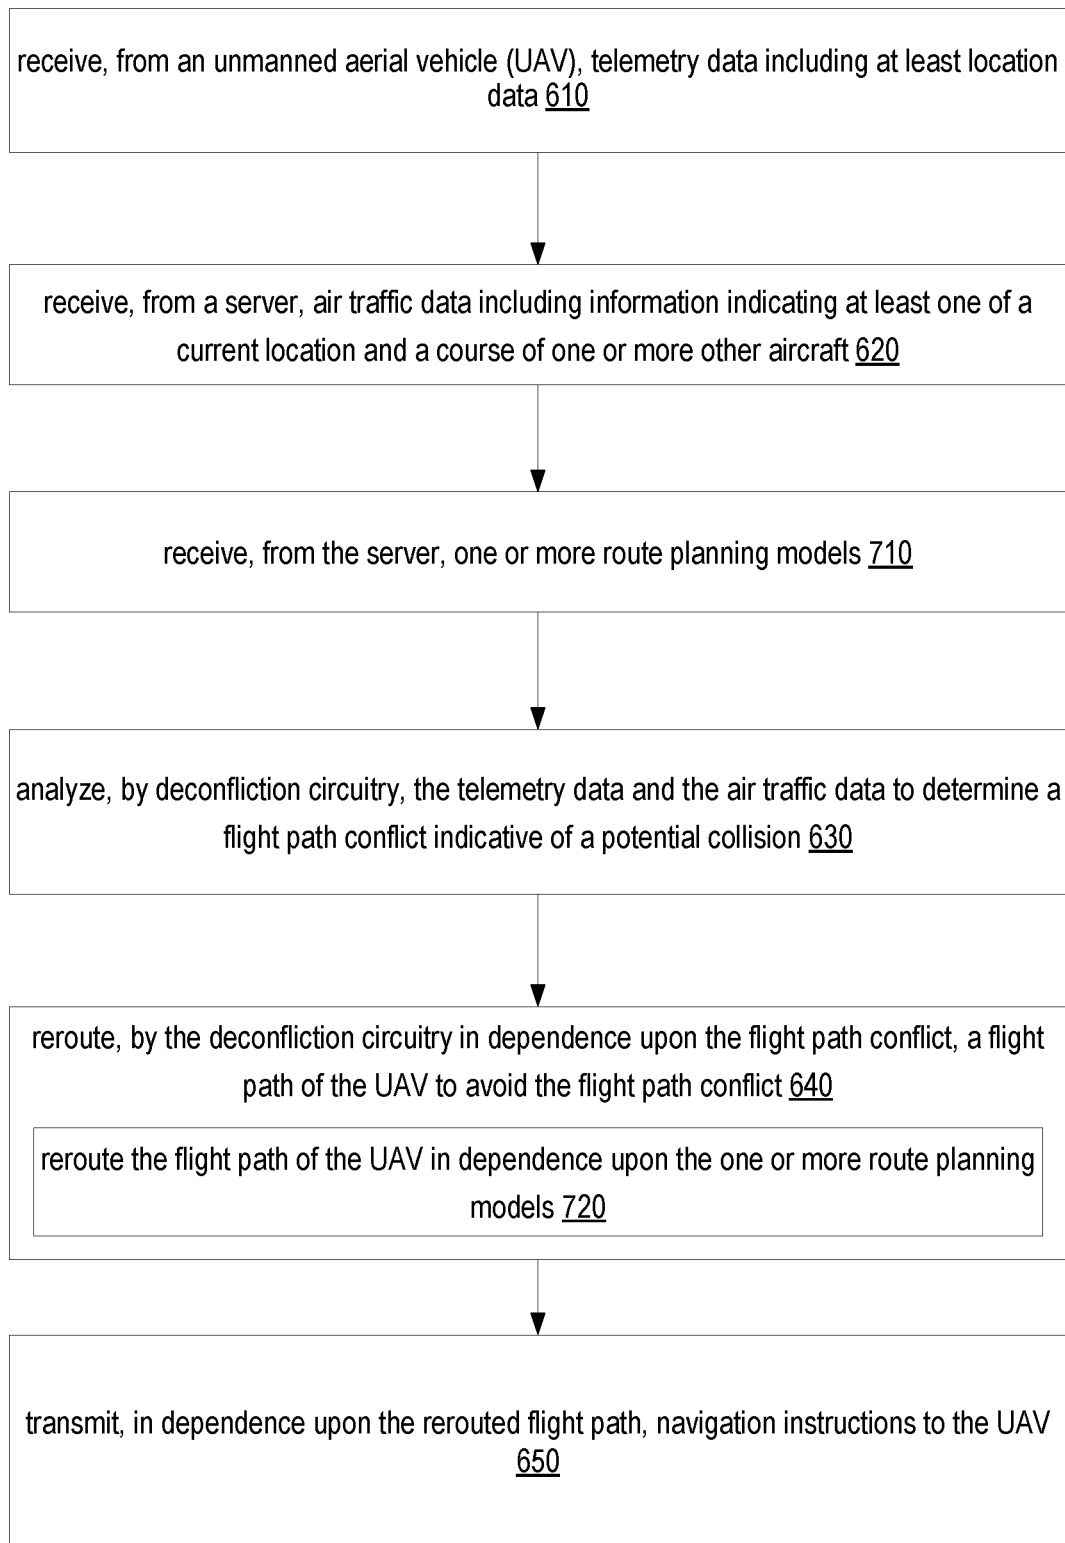 receive, from an unmanned aerial vehicle (UAV), telemetry data including at least location
data 610
receive, from a server, air traffic data including information indicating at least one of a
current location and a course of one or more other aircraft 620
receive, from the server, one or more route planning models 710
analyze, by deconfliction circuitry, the telemetry data and the air traffic data to determine a
flight path conflict indicative of a potential collision 630
reroute, by the deconfliction circuitry in dependence upon the flight path conflict, a flight
path of the UAV to avoid the flight path conflict 640
reroute the flight path of the UAV in dependence upon the one or more route planning
models 720
transmit, in dependence upon the rerouted flight path, navigation instructions to the UAV
650